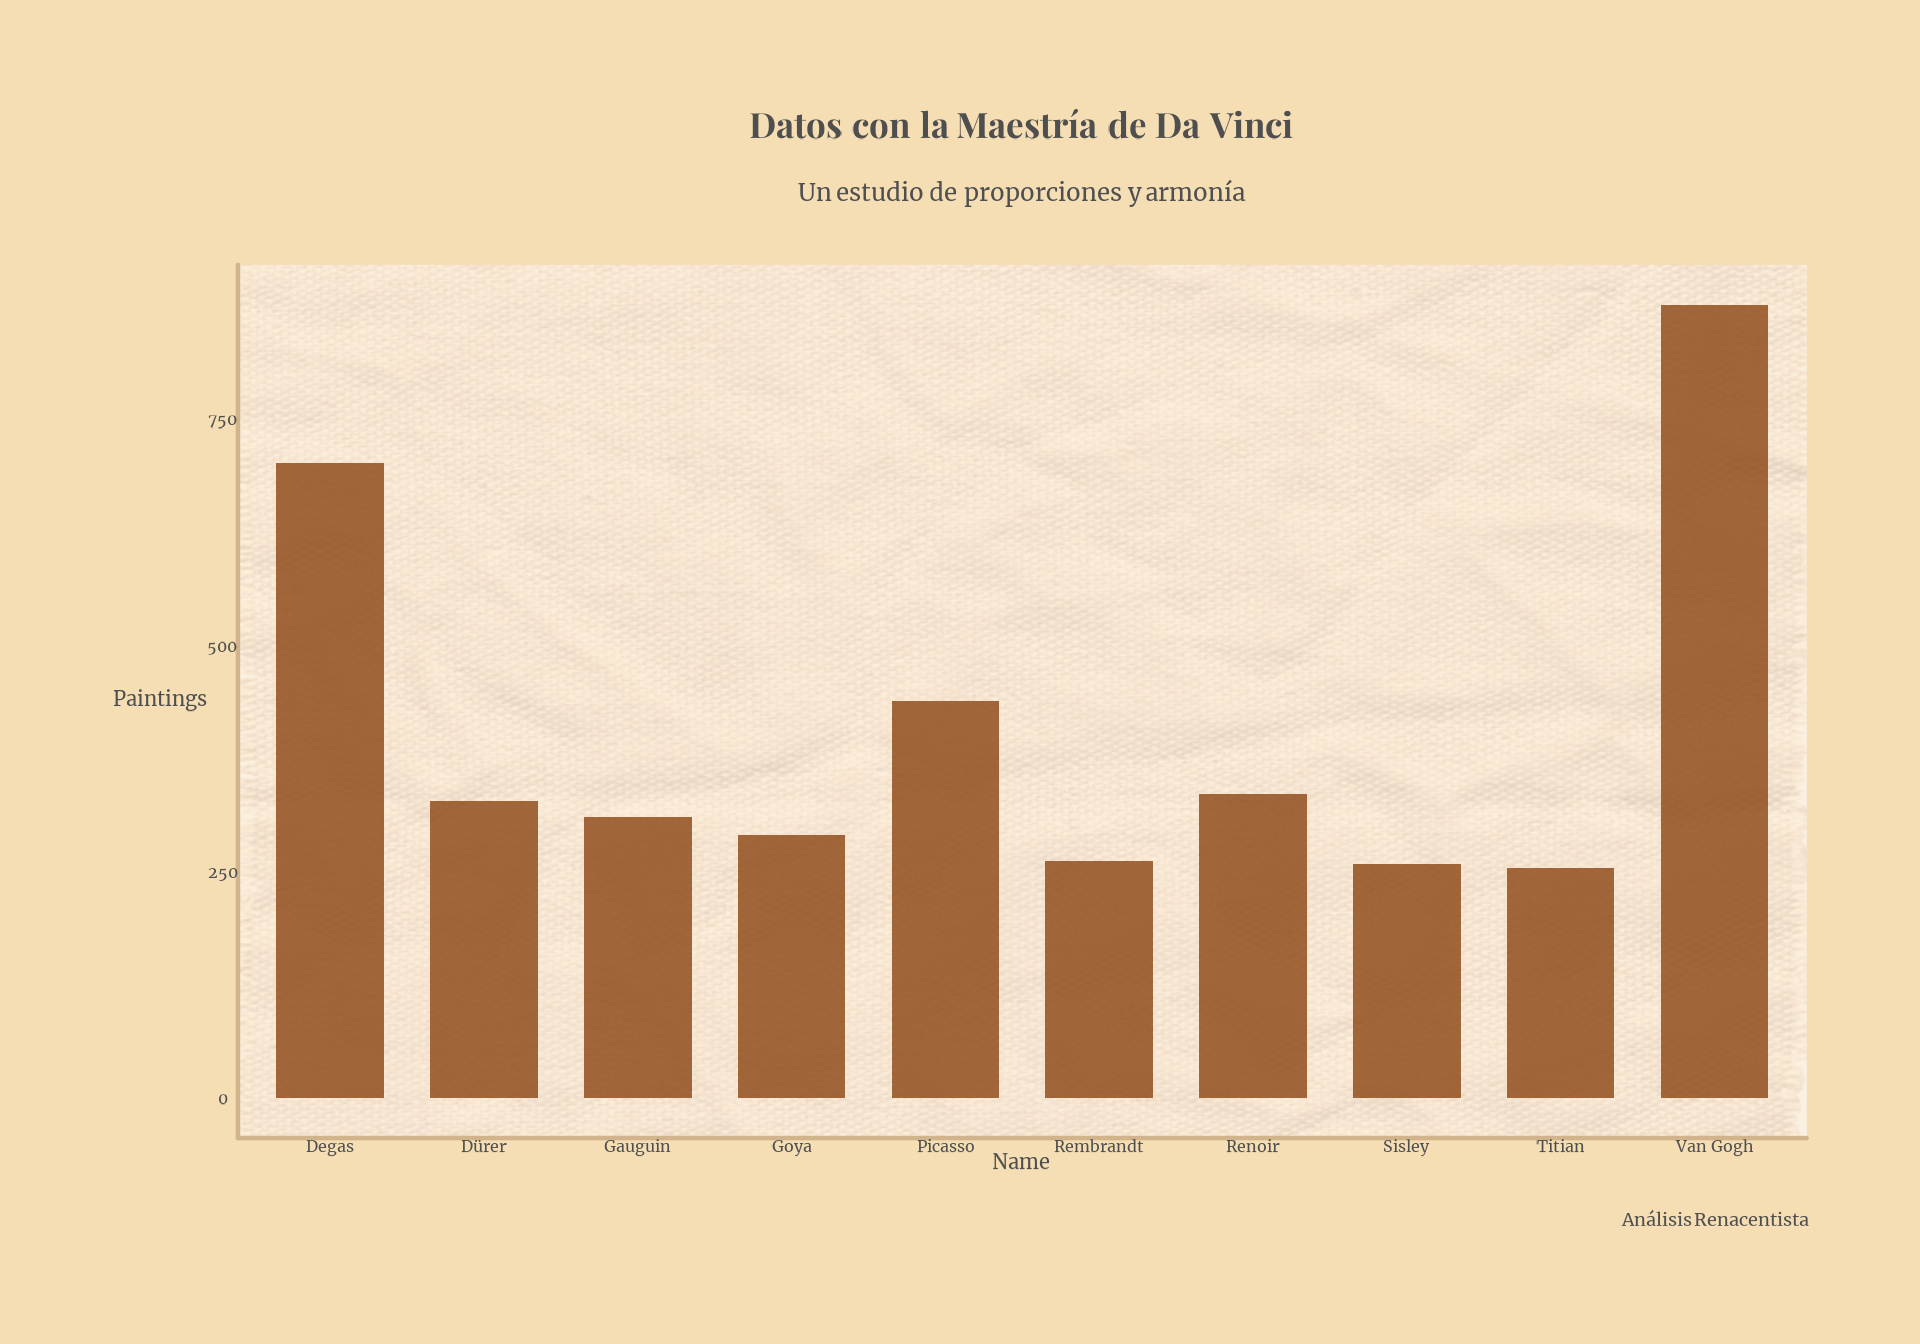 Datos con la Maestría de Da Vinci
Un estudio de proporciones y armonía
750
500
Paintings
250
0
Degas Dürer Gauguin Goya Picasso Rembrandt Renoir Sisley Titian Van Gogh
Name
Análisis Renacentista